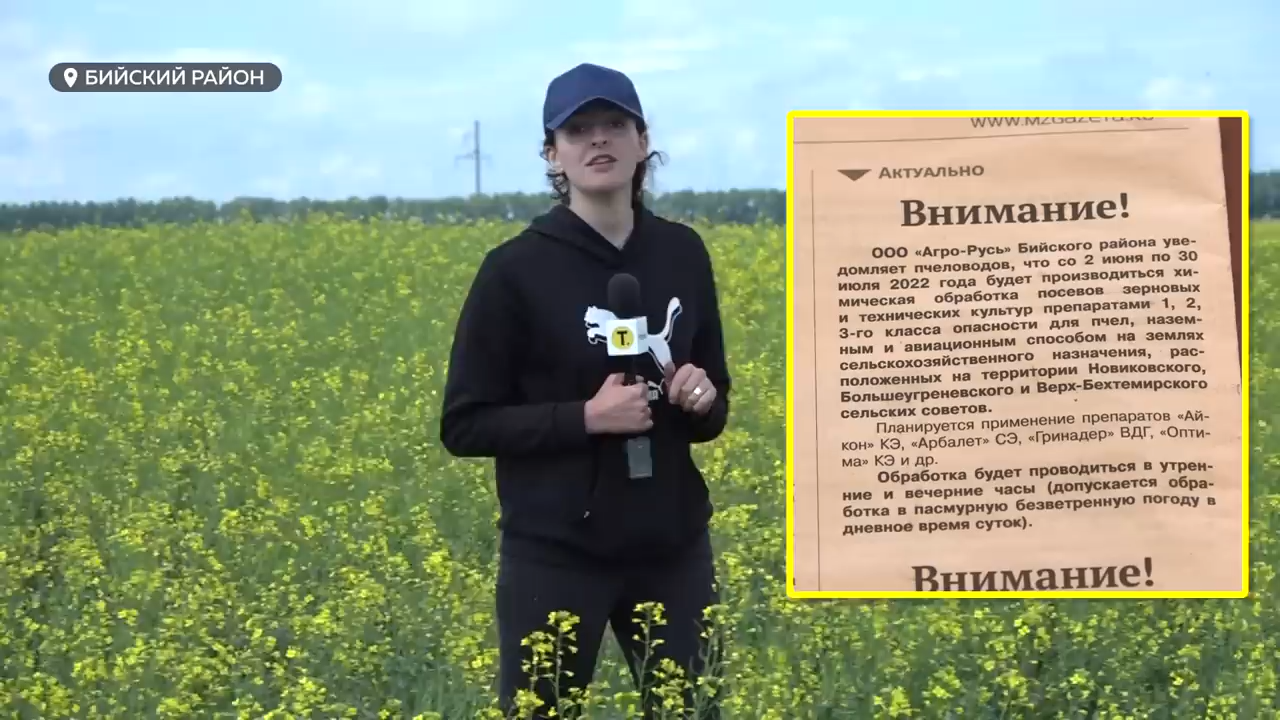 БИЙСКИЙ РАЙОН
Т.
Актуально
Внимание!
ООО «Агро-Русь» Бийского района уве-
домляет пчеловодов, что со 2 июня по 30
июля 2022 года будет производиться хи-
мическая обработка посевов зерновых
и технических культур препаратами 1, 2,
3-го класса опасности для пчел, назем-
ным и авиационным способом на землях
сельскохозяйственного назначения, рас-
положенных на территории Новиковского,
Большеугреневского и Верх-Бехтемирского
сельских советов.
Планируется применение препаратов «Ай-
кон» КЭ, «Арбалет» СЭ, «Гринадер» ВДГ, «Опти-
ма» КЭ и др.
Обработка будет проводиться в утрен-
ние и вечерние часы (допускается обра-
ботка в пасмурную безветренную погоду в
дневное время суток).
Внимание!